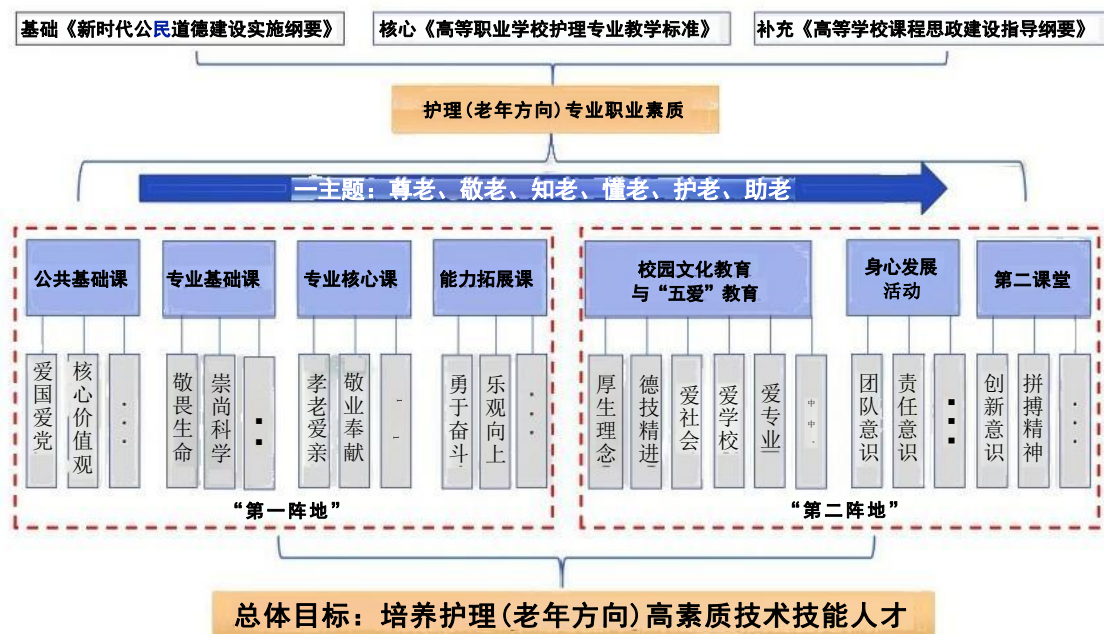 基础《新时代公民道德建设实施纲要》
核心《高等职业学校护理专业教学标准》
补充《高等学校课程思政建设指导纲要》
护理(老年方向)专业职业素质
一主题：尊老、敬老、知老、懂老、护老、助老
公共基础课
专业基础课
专业核心课
能力拓展课
校园文化教育
与“五爱”教育
身心发展
活动
第二课堂
爱国爱党
核心价值观
敬畏生命
崇尚科学
孝老爱亲
敬业奉献
勇于奋斗
乐观向上
厚生理念
德技精进
爱社会
爱学校
爱专业
团队意识
责任意识
创新意识
拼搏精神
“第一阵地”
“第二阵地”
总体目标：培养护理(老年方向)高素质技术技能人才